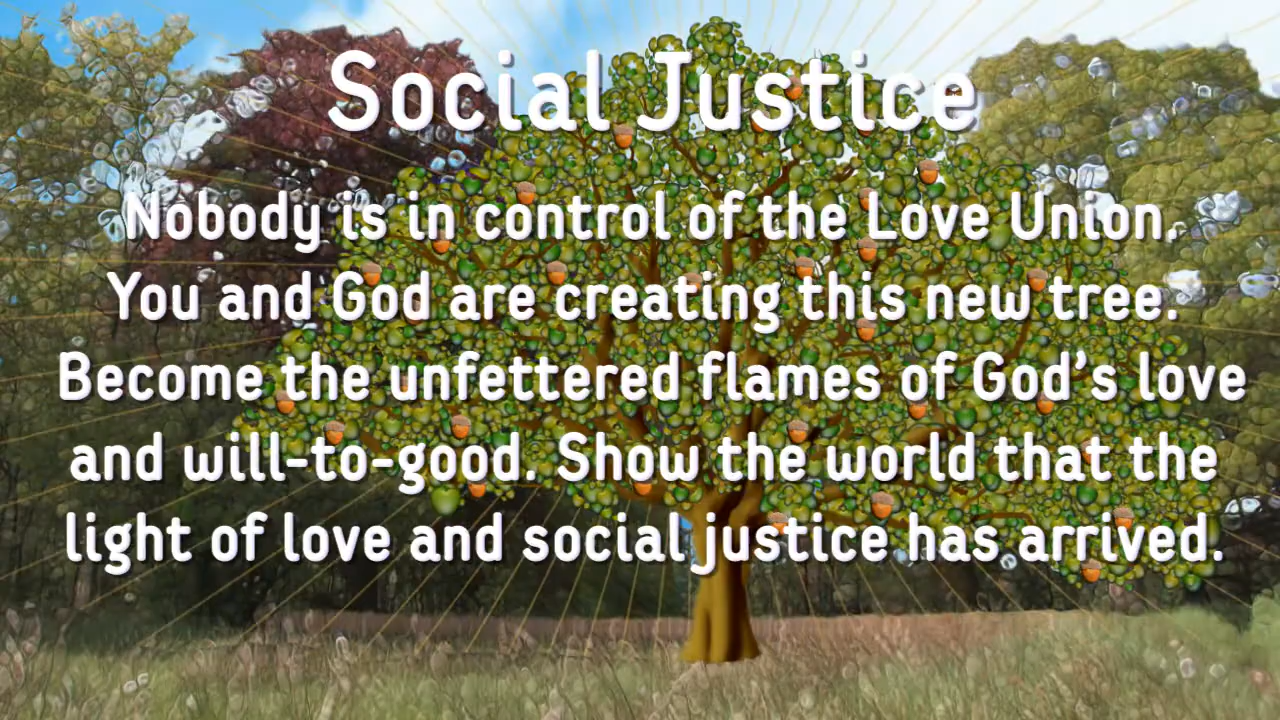 Social Justice
Nobody is in control of the Love Union.
You and God are creating this new tree.
Become the unfettered flames of God’s love
and will-to-good. Show the world that the
light of love and social justice has arrived.